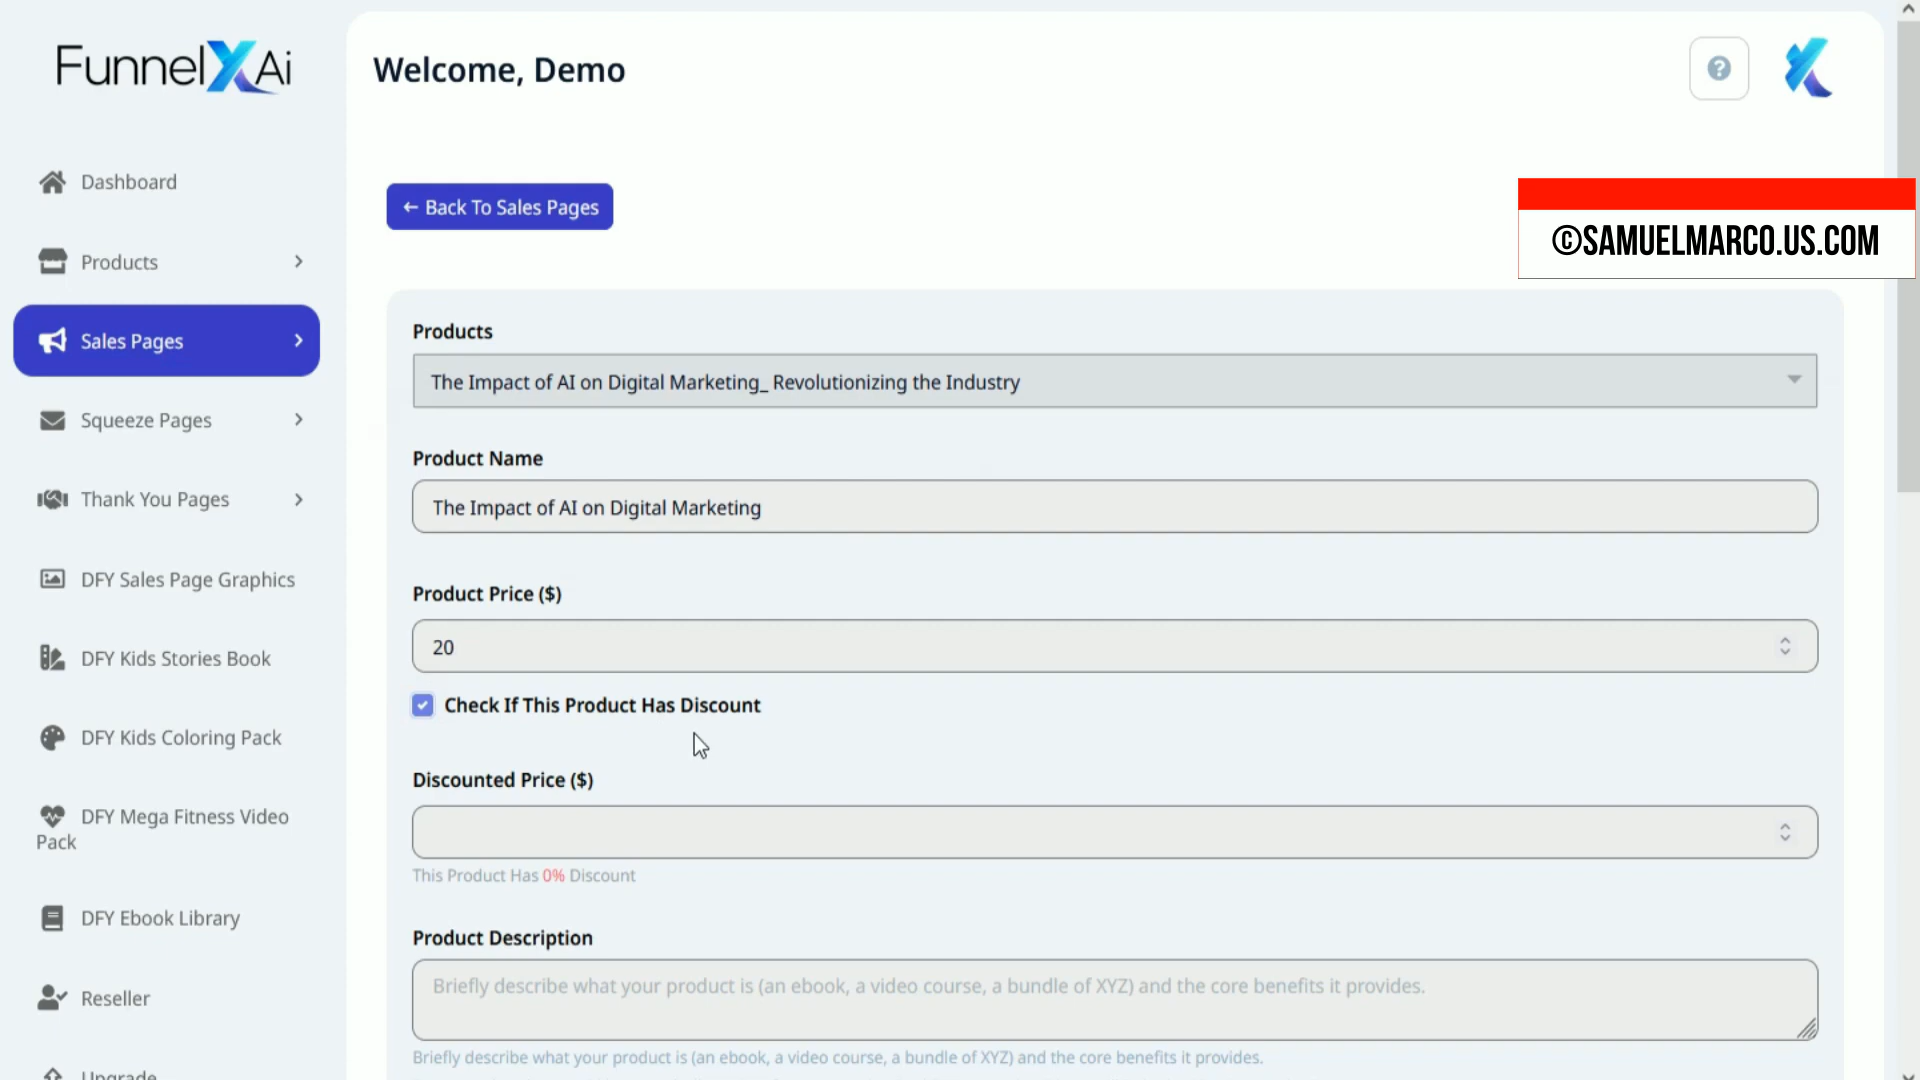 FunnelXAi
Welcome, Demo
?
Dashboard
← Back To Sales Pages
©SAMUELMARCO.US.COM
Products
Sales Pages
Squeeze Pages
Thank You Pages
DFY Sales Page Graphics
DFY Kids Stories Book
DFY Kids Coloring Pack
DFY Mega Fitness Video
Pack
DFY Ebook Library
Reseller
Upgrade
Products
The Impact of AI on Digital Marketing_ Revolutionizing the Industry
Product Name
The Impact of AI on Digital Marketing
Product Price ($)
20
Check If This Product Has Discount
Discounted Price ($)
This Product Has 0% Discount
Product Description
Briefly describe what your product is (an ebook, a video course, a bundle of XYZ) and the core benefits it provides.
Briefly describe what your product is (an ebook, a video course, a bundle of XYZ) and the core benefits it provides.